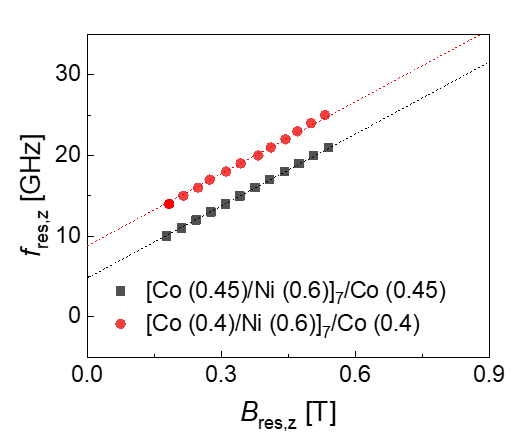 30
20
10
0
f_res,z [GHz]
[Co (0.45)/Ni (0.6)]_7/Co (0.45)
[Co (0.4)/Ni (0.6)]_7/Co (0.4)
0.0 0.3 0.6 0.9
B_res,z [T]